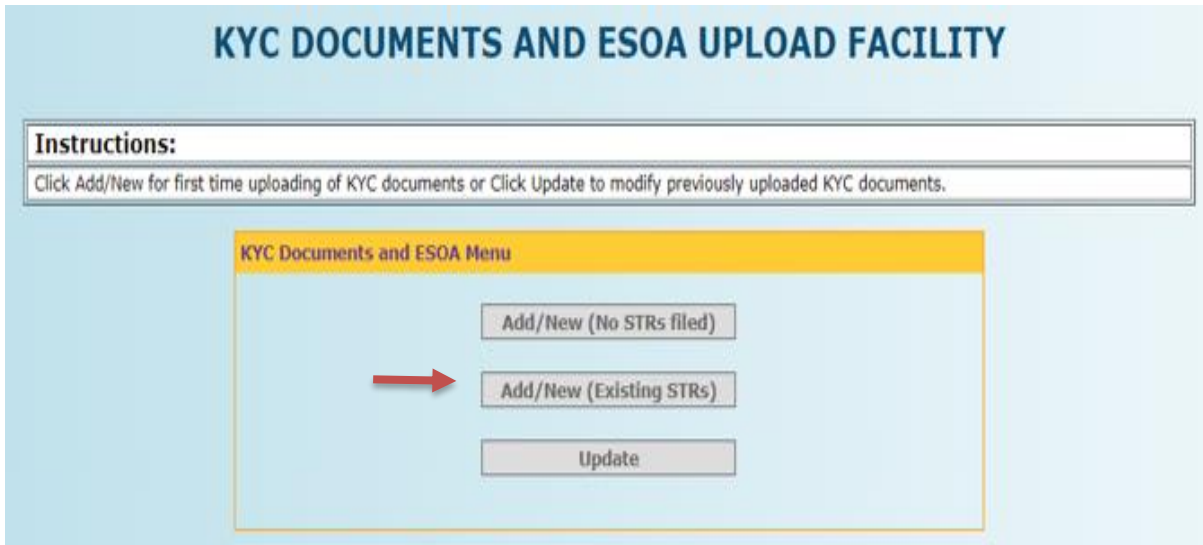 KYC DOCUMENTS AND ESOA UPLOAD FACILITY
Instructions:
Click Add/New for first time uploading of KYC documents or Click Update to modify previously uploaded KYC documents.
KYC Documents and ESOA Menu
Add/New (No STRs filed)
Add/New (Existing STRs)
Update